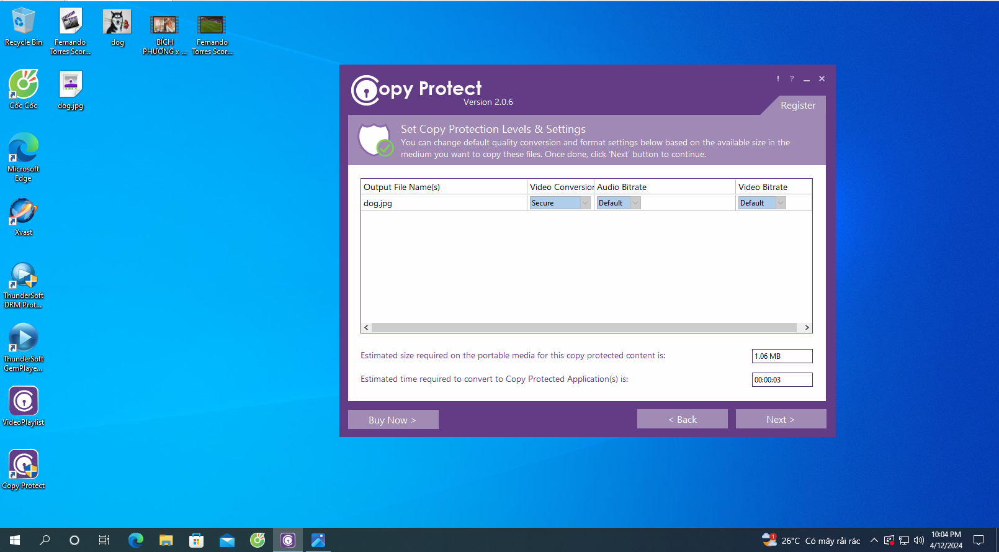 Recycle Bin
Fernando
Torres Scor...
dog
BÍCH
PHƯƠNG x ...
Fernando
Torres Scor...
Cốc Cốc
dog.jpg
Microsoft
Edge
Xvast
ThunderSoft
DRM Prot...
ThunderSoft
GemPlaye...
VideoPlaylist
Copy Protect
Copy Protect
! ?
Version 2.0.6
Register
Set Copy Protection Levels & Settings
You can change default quality conversion and format settings below based on the available size in the
medium you want to copy these files. Once done, click 'Next' button to continue.
Output File Name(s) Video Conversion Audio Bitrate Video Bitrate
dog.jpg Secure Default Default
Estimated size required on the portable media for this copy protected content is: 1.06 MB
Estimated time required to convert to Copy Protected Application(s) is: 00:00:03
Buy Now > < Back Next >
1
26°C Có mây rải rác
10:04 PM
4/12/2024